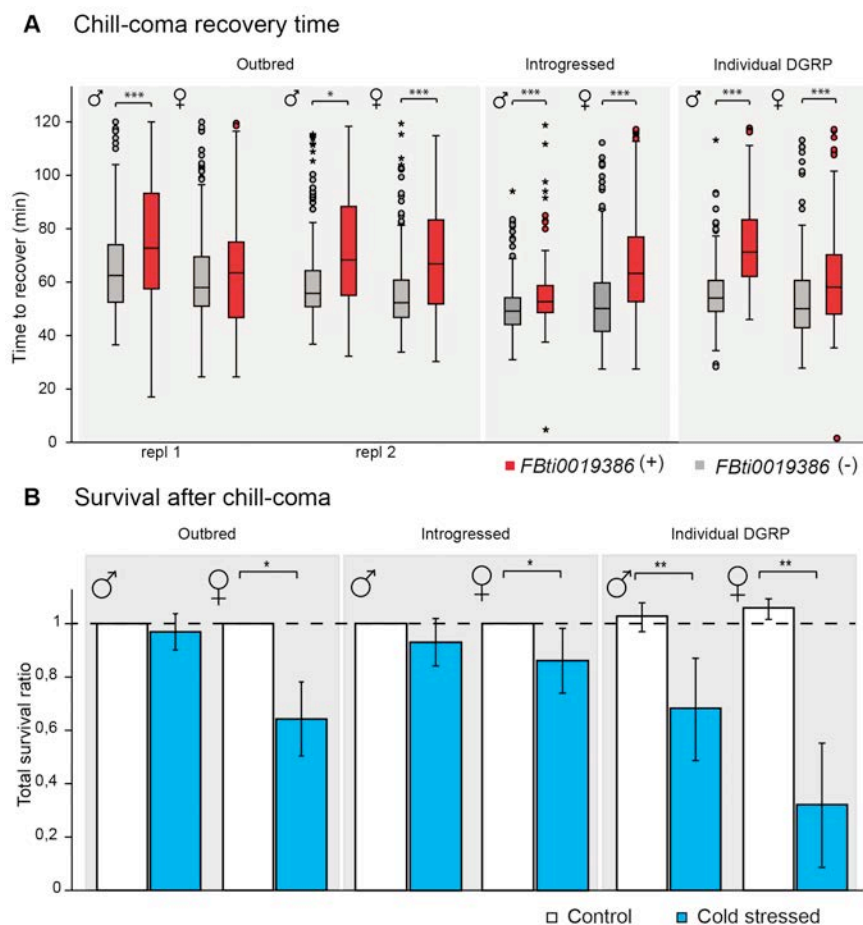 A Chill-coma recovery time
Outbred Introgressed Individual DGRP
♂ *** ♀ ♂ * ♀ *** ♂ *** ♀ *** ♂ *** ♀ ***
Time to recover (min)
120
100
80
60
40
20
0
repl 1 repl 2
FBti0019386 (+) FBti0019386 (-)
B Survival after chill-coma
Outbred Introgressed Individual DGRP
♂ ♀ * ♂ ♀ * ♂ ** ♀ **
Total survival ratio
1
0,8
0,6
0,4
0,2
0
Control Cold stressed